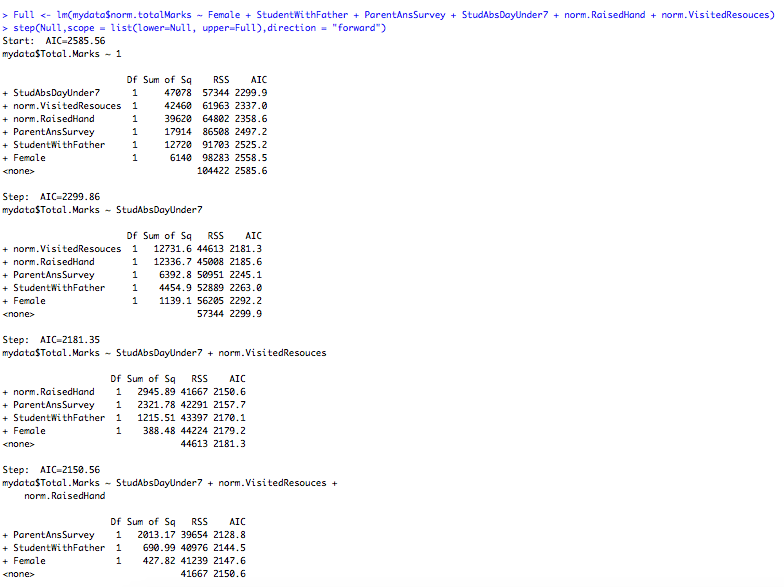 > Full <- lm(mydata$norm.totalMarks ~ Female + StudentWithFather + ParentAnsSurvey + StudAbsDayUnder7 + norm.RaisedHand + norm.VisitedResouces)
> step(Null,scope = list(lower=Null, upper=Full),direction = "forward")
Start:  AIC=2585.56
mydata$Total.Marks ~ 1

                       Df Sum of Sq    RSS    AIC
+ StudAbsDayUnder7      1     47078  57344 2299.9
+ norm.VisitedResouces  1     42460  61963 2337.0
+ norm.RaisedHand       1     39620  64802 2358.6
+ ParentAnsSurvey       1     17914  86508 2497.2
+ StudentWithFather     1     12720  91703 2525.2
+ Female                1      6140  98283 2558.5
<none>                              104422 2585.6

Step:  AIC=2299.86
mydata$Total.Marks ~ StudAbsDayUnder7

                       Df Sum of Sq   RSS    AIC
+ norm.VisitedResouces  1   12731.6 44613 2181.3
+ norm.RaisedHand       1   12336.7 45008 2185.6
+ ParentAnsSurvey       1    6392.8 50951 2245.1
+ StudentWithFather     1    4454.9 52889 2263.0
+ Female                1    1139.1 56205 2292.2
<none>                              57344 2299.9

Step:  AIC=2181.35
mydata$Total.Marks ~ StudAbsDayUnder7 + norm.VisitedResouces

                    Df Sum of Sq   RSS    AIC
+ norm.RaisedHand    1   2945.89 41667 2150.6
+ ParentAnsSurvey    1   2321.78 42291 2157.7
+ StudentWithFather  1   1215.51 43397 2170.1
+ Female             1    388.48 44224 2179.2
<none>                           44613 2181.3

Step:  AIC=2150.56
mydata$Total.Marks ~ StudAbsDayUnder7 + norm.VisitedResouces +
    norm.RaisedHand

                    Df Sum of Sq   RSS    AIC
+ ParentAnsSurvey    1   2013.17 39654 2128.8
+ StudentWithFather  1    690.99 40976 2144.5
+ Female             1    427.82 41239 2147.6
<none>                           41667 2150.6